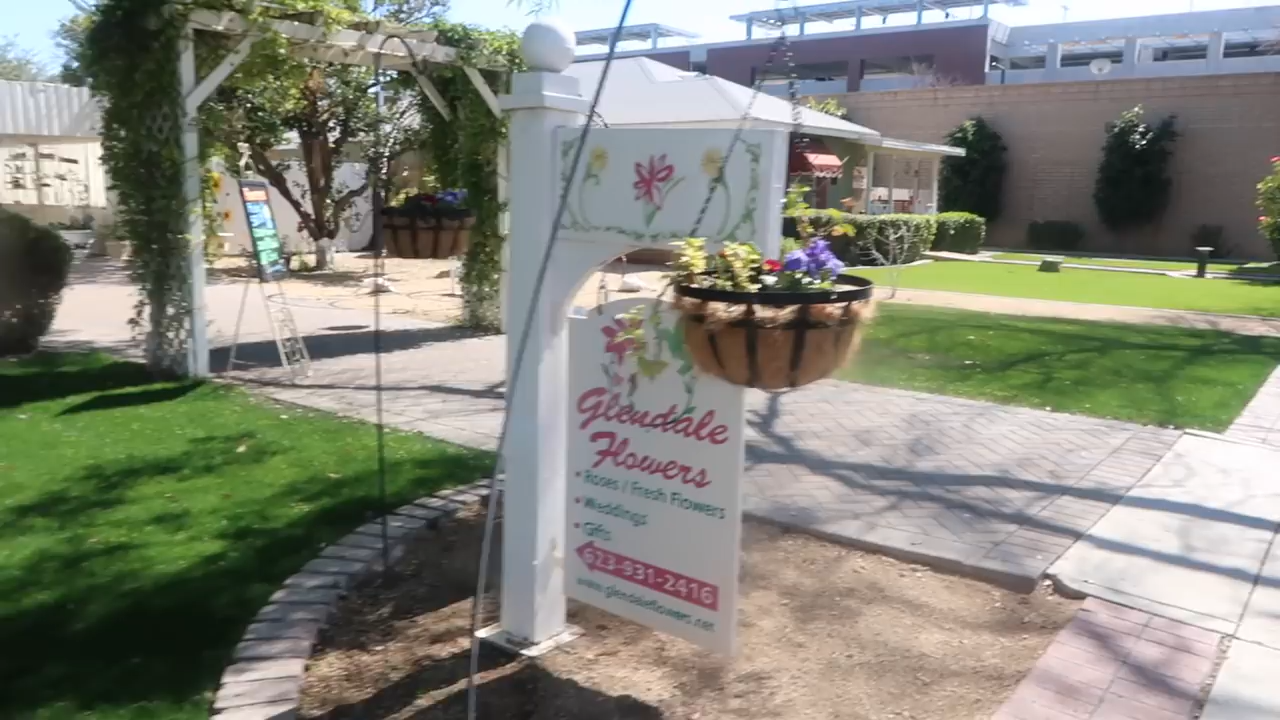 Glendale
Flowers
• Roses / Fresh Flowers
• Weddings
• Gifts
623-931-2416
www.glendaleflowers.net